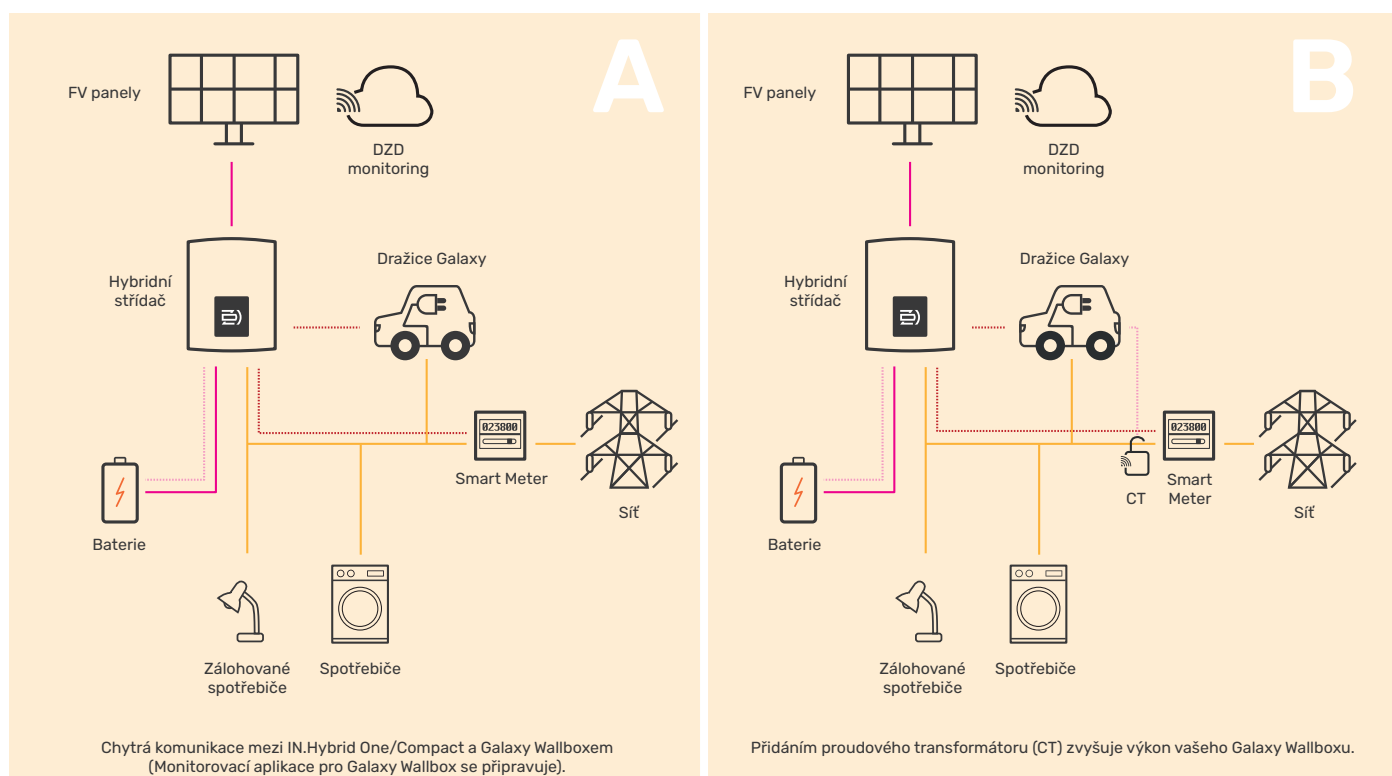 A
FV panely
DZD
monitoring
Hybridní
střídač
Dražice Galaxy
023800
Smart Meter
Síť
Baterie
Zálohované
spotřebiče
Spotřebiče
Chytrá komunikace mezi IN.Hybrid One/Compact a Galaxy Wallboxem
(Monitorovací aplikace pro Galaxy Wallbox se připravuje).
B
FV panely
DZD
monitoring
Hybridní
střídač
Dražice Galaxy
023800
CT
Smart
Meter
Síť
Baterie
Zálohované
spotřebiče
Spotřebiče
Přidáním proudového transformátoru (CT) zvyšuje výkon vašeho Galaxy Wallboxu.